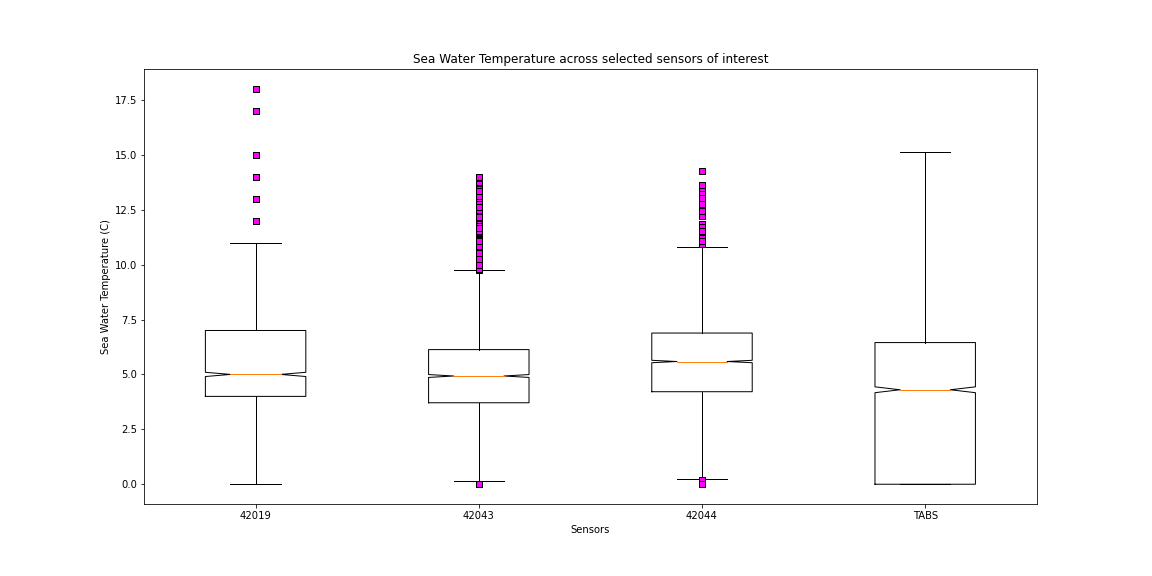 Sea Water Temperature across selected sensors of interest
17.5
15.0
12.5
10.0
7.5
5.0
2.5
0.0
Sea Water Temperature (C)
42019
42043
42044
TABS
Sensors